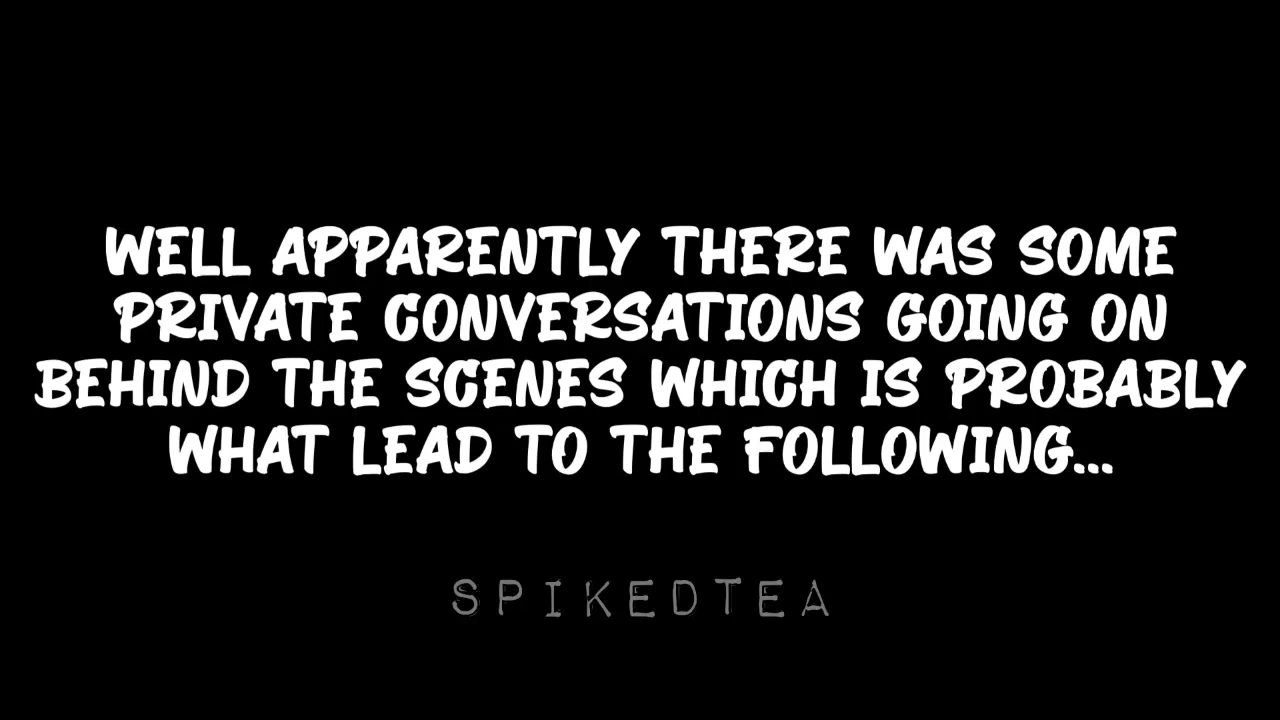 WELL APPARENTLY THERE WAS SOME
PRIVATE CONVERSATIONS GOING ON
BEHIND THE SCENES WHICH IS PROBABLY
WHAT LEAD TO THE FOLLOWING...
SPIKEDTEA